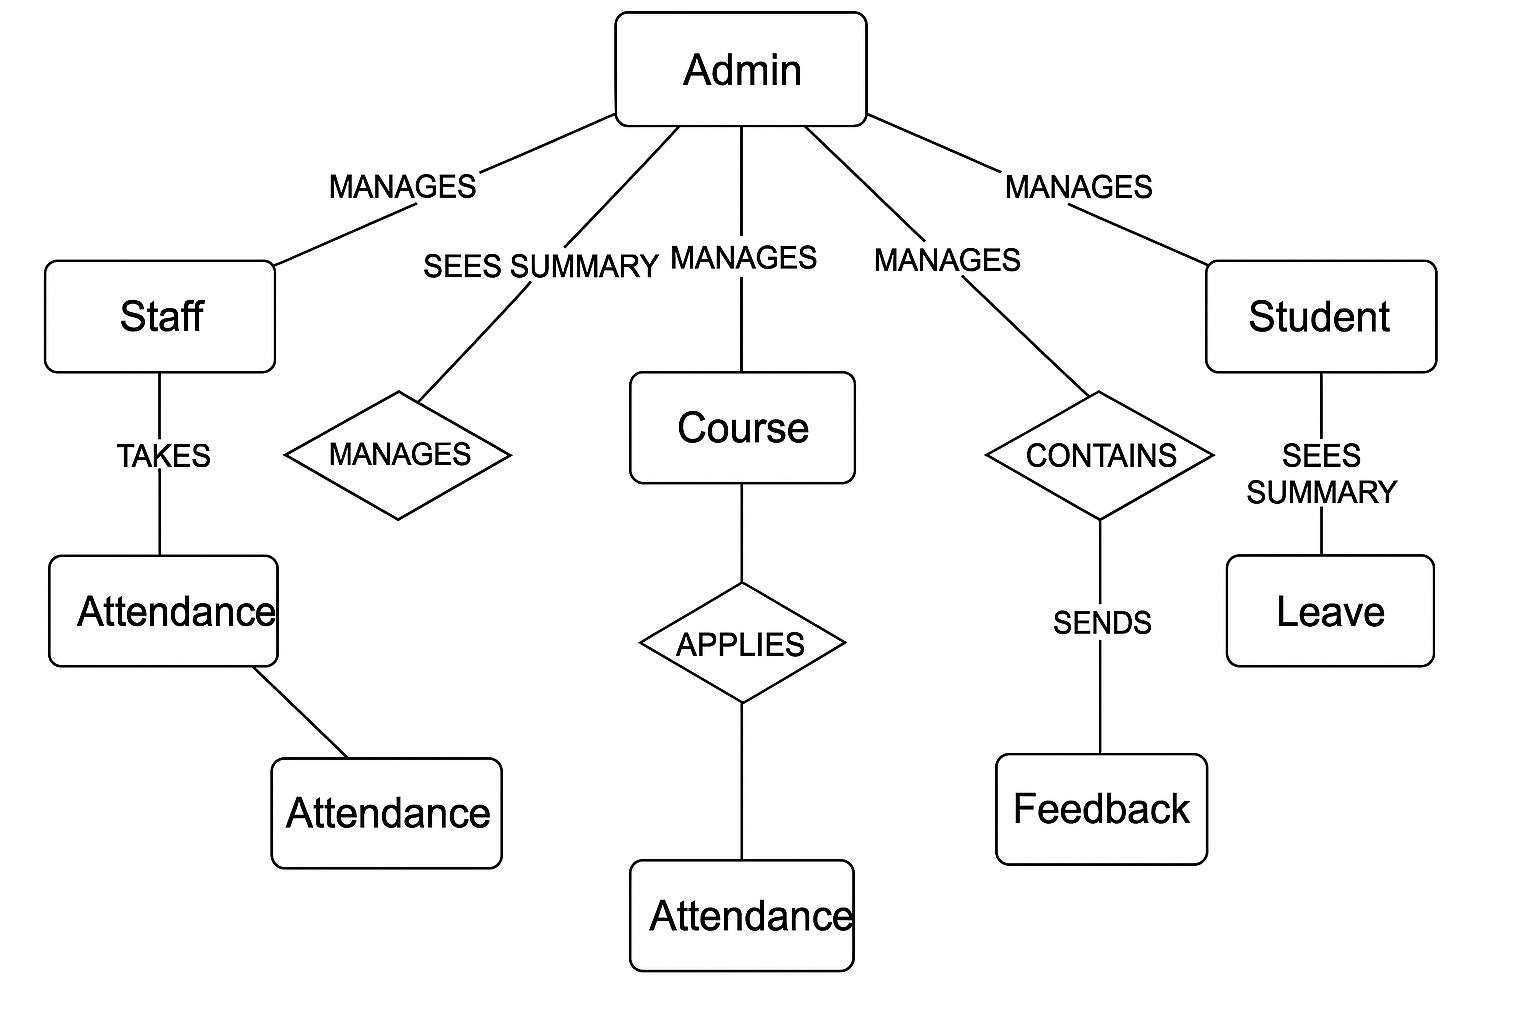 Admin
MANAGES
MANAGES
SEES SUMMARY
MANAGES
MANAGES
Staff
Student
MANAGES
Course
CONTAINS
TAKES
SEES
SUMMARY
Attendance
APPLIES
SENDS
Leave
Attendance
Feedback
Attendance